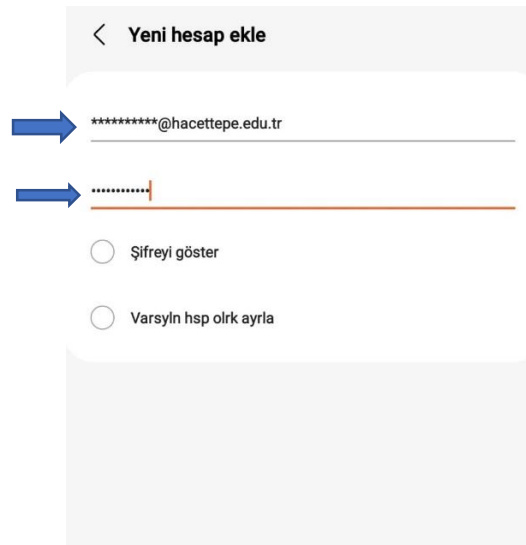 Yeni hesap ekle
**********@hacettepe.edu.tr
••••••••••••
Şifreyi göster
Varsyln hsp olrk ayrla